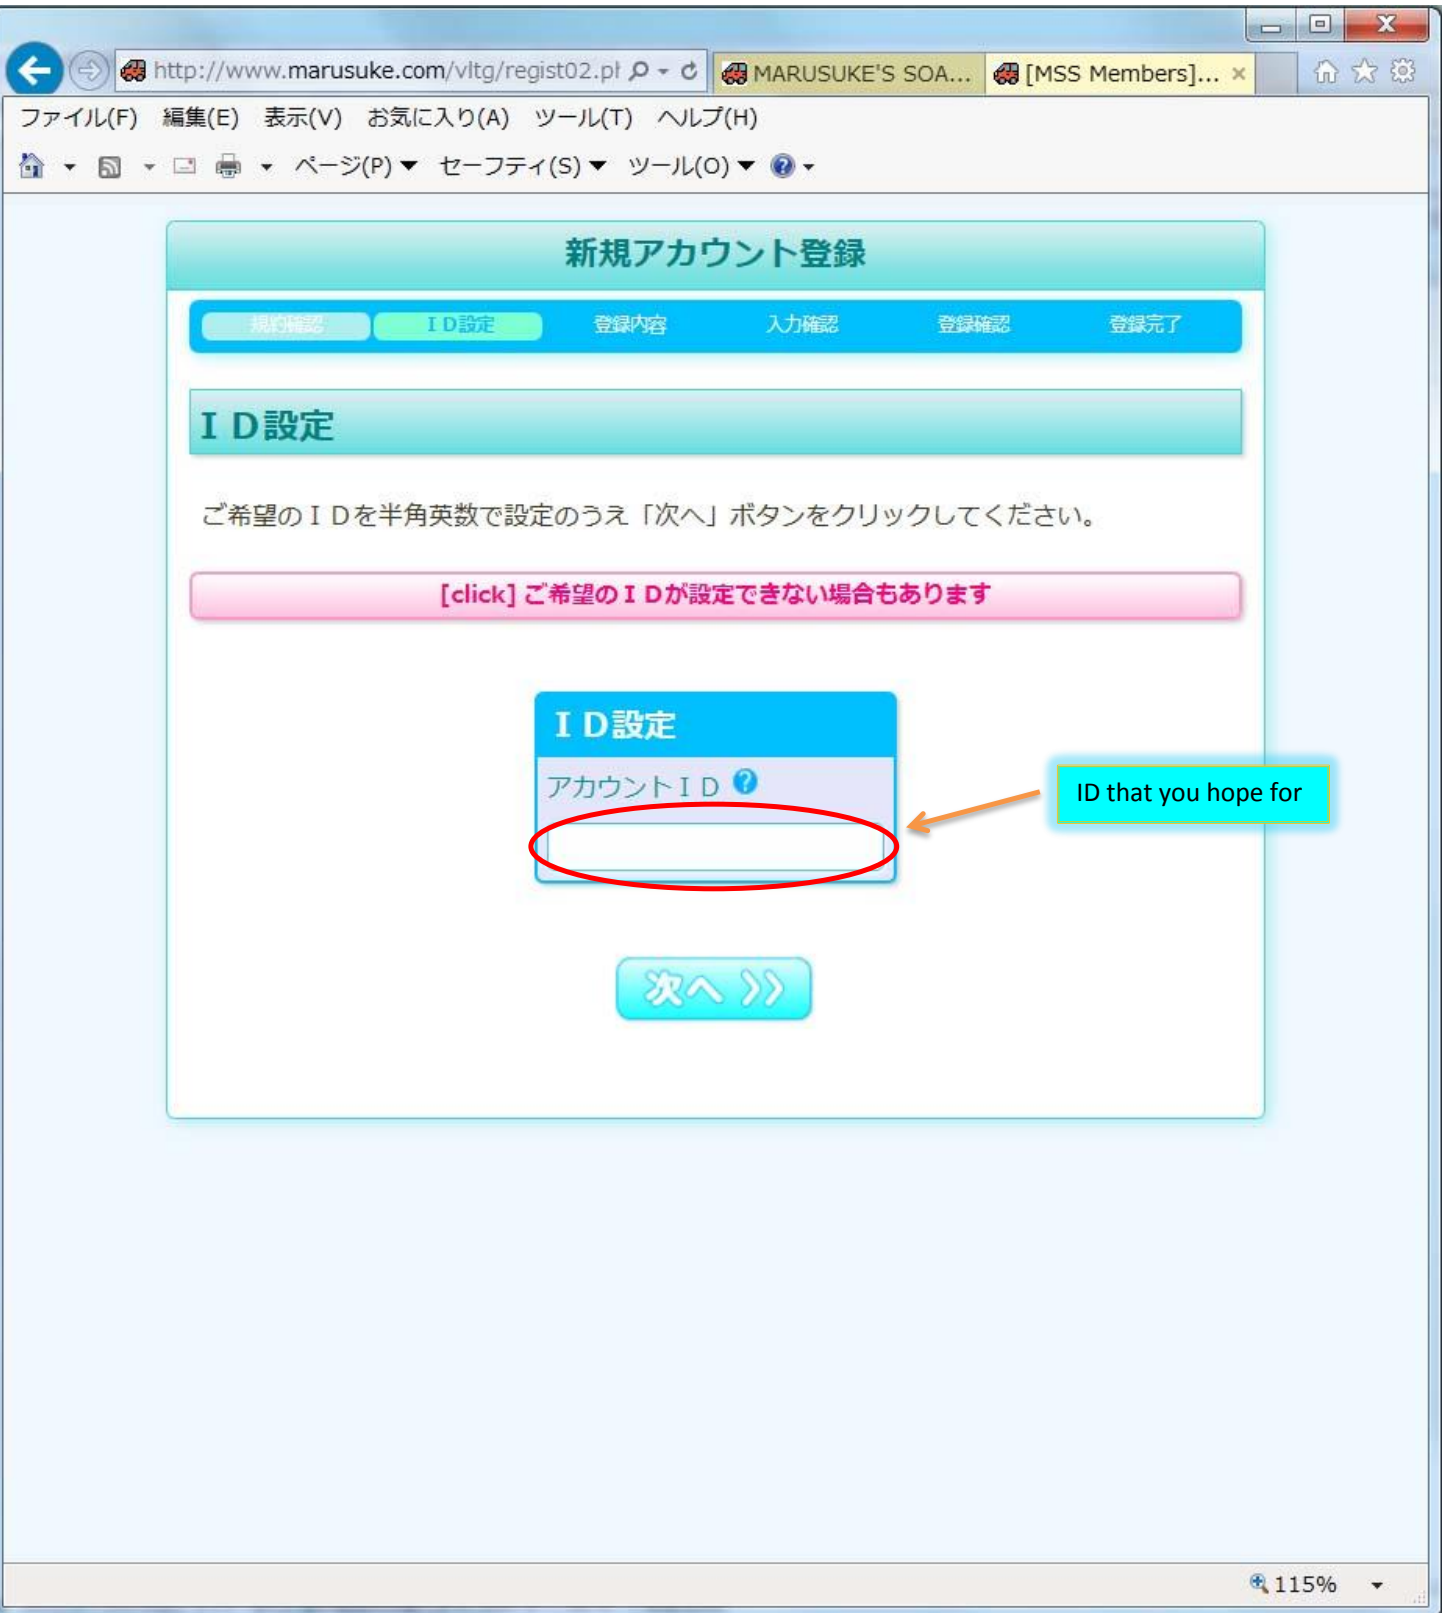 http://www.marusuke.com/vltg/regist02.pl
MARUSUKE'S SOA...
[MSS Members]...
ファイル(F) 編集(E) 表示(V) お気に入り(A) ツール(T) ヘルプ(H)
ページ(P) セーフティ(S) ツール(O)
新規アカウント登録
規約確認 ＩＤ設定 登録内容 入力確認 登録確認 登録完了
ＩＤ設定
ご希望のＩＤを半角英数で設定のうえ「次へ」ボタンをクリックしてください。
[click] ご希望のＩＤが設定できない場合もあります
ＩＤ設定
アカウントＩＤ
ID that you hope for
次へ
115%